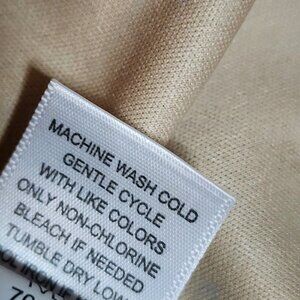 MACHINE WASH COLD
GENTLE CYCLE
WITH LIKE COLORS
ONLY NON-CHLORINE
BLEACH IF NEEDED
TUMBLE DRY LOW